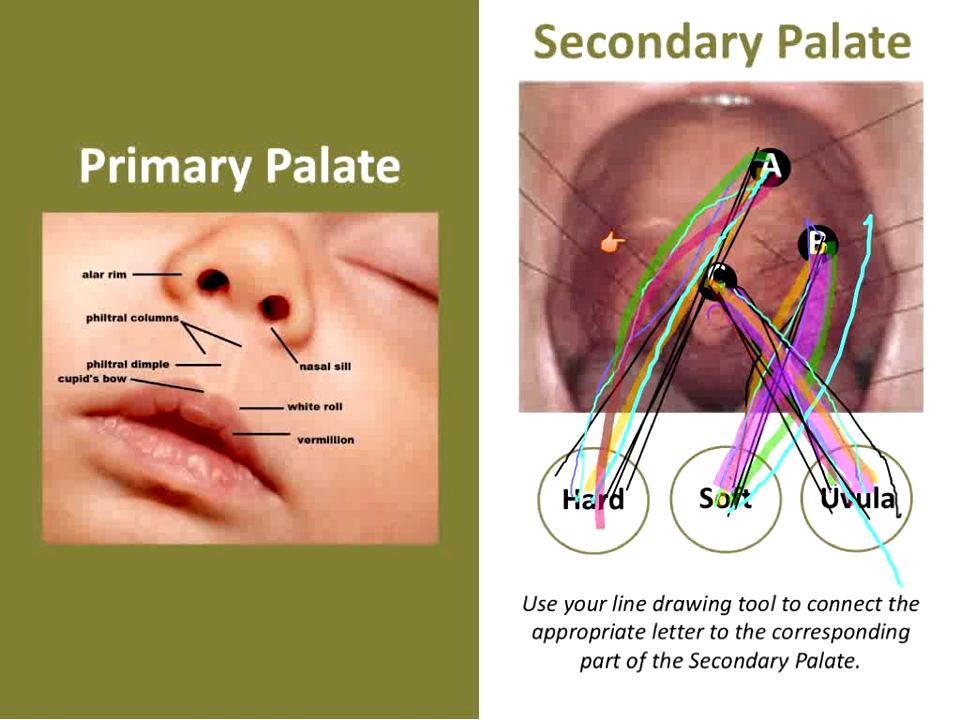 Primary Palate
alar rim
philtral columns
philtral dimple
cupid's bow
nasal sill
white roll
vermillion
Secondary Palate
A
B
C
Hard
Soft
Uvula
Use your line drawing tool to connect the
appropriate letter to the corresponding
part of the Secondary Palate.